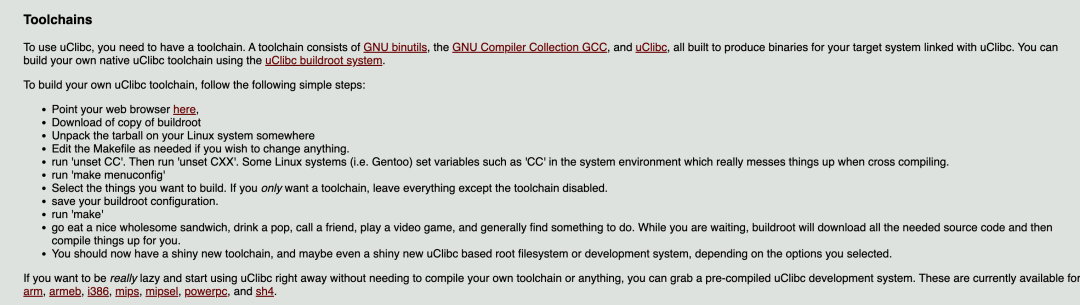 Toolchains
To use uClibc, you need to have a toolchain. A toolchain consists of GNU binutils, the GNU Compiler Collection GCC, and uClibc, all built to produce binaries for your target system linked with uClibc. You can
build your own native uClibc toolchain using the uClibc buildroot system.
To build your own uClibc toolchain, follow the following simple steps:
• Point your web browser here,
• Download of copy of buildroot
• Unpack the tarball on your Linux system somewhere
• Edit the Makefile as needed if you wish to change anything.
• run 'unset CC'. Then run 'unset CXX'. Some Linux systems (i.e. Gentoo) set variables such as 'CC' in the system environment which really messes things up when cross compiling.
• run 'make menuconfig'
• Select the things you want to build. If you only want a toolchain, leave everything except the toolchain disabled.
• save your buildroot configuration.
• run 'make'
• go eat a nice wholesome sandwich, drink a pop, call a friend, play a video game, and generally find something to do. While you are waiting, buildroot will download all the needed source code and then
compile things up for you.
• You should now have a shiny new toolchain, and maybe even a shiny new uClibc based root filesystem or development system, depending on the options you selected.
If you want to be really lazy and start using uClibc right away without needing to compile your own toolchain or anything, you can grab a pre-compiled uClibc development system. These are currently available for
arm, armeb, i386, mips, mipsel, powerpc, and sh4.